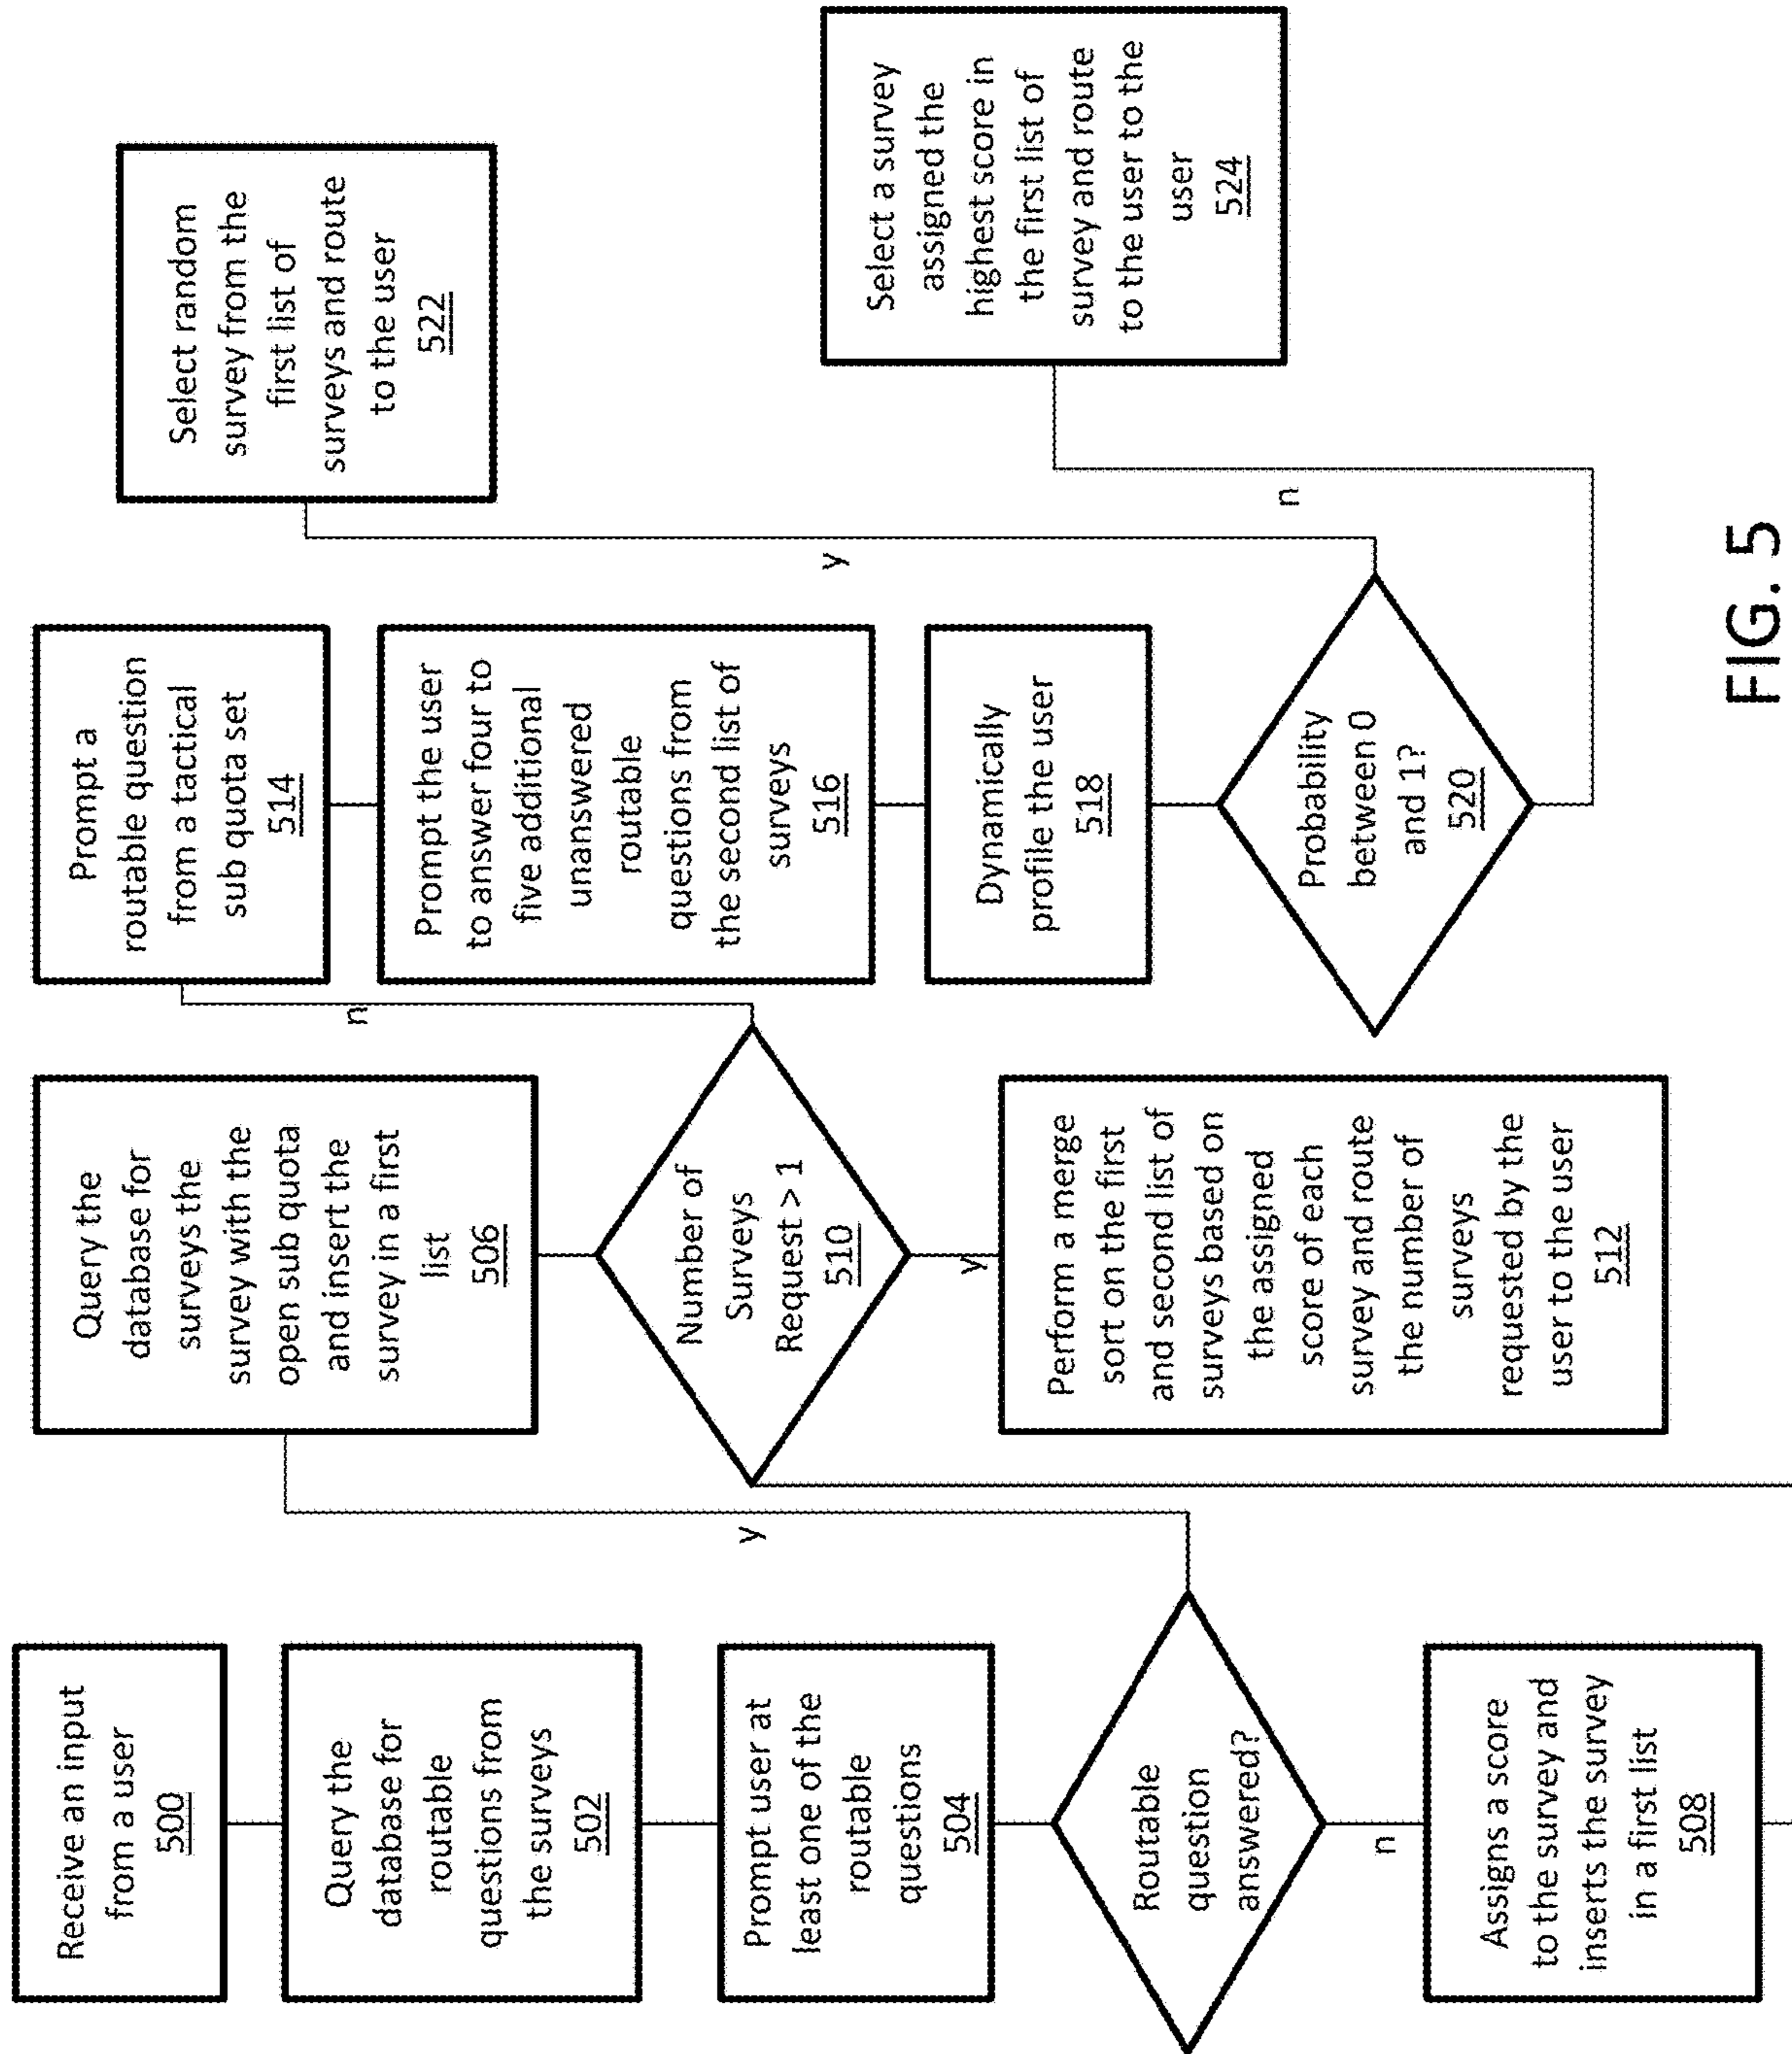 Receive an input
from a user
500
Query the
database for
routable
questions from
the surveys
502
Prompt user at
least one of the
routable
questions
504
Routable
question
answered?
y
n
Assigns a score
to the survey and
inserts the survey
in a first list
508
Query the
database for
surveys the
survey with the
open sub quota
and insert the
survey in a first
list
506
Number of
Surveys
Request > 1
510
n
y
Perform a merge
sort on the first
and second list of
surveys based on
the assigned
score of each
survey and route
the number of
surveys
requested by the
user to the user
512
Prompt a
routable question
from a tactical
sub quota set
514
Prompt the user
to answer four to
five additional
unanswered
routable
questions from
the second list of
surveys
516
Dynamically
profile the user
518
Probability
between 0
and 1?
520
y
n
Select random
survey from the
first list of
surveys and route
to the user
522
Select a survey
assigned the
highest score in
the first list of
survey and route
to the user to the
user
524
FIG. 5